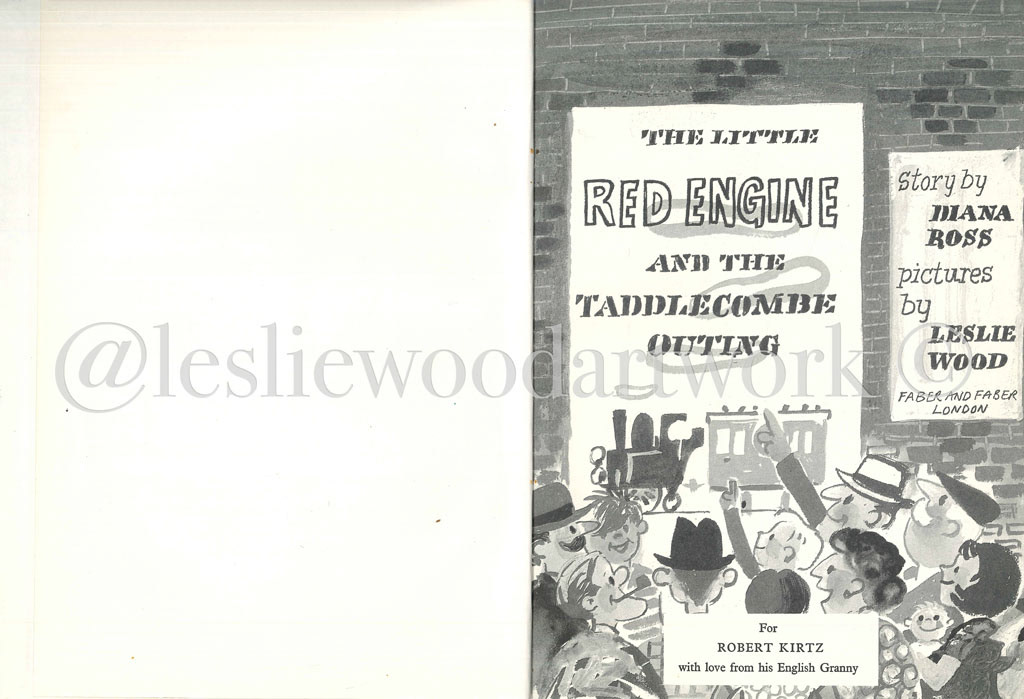 THE LITTLE
RED ENGINE
AND THE
TADDLECOMBE
OUTING
Story by
DIANA
ROSS
pictures
by
LESLIE
WOOD
FABER AND FABER
LONDON
@lesliewoodartwork ©
For
ROBERT KIRTZ
with love from his English Granny